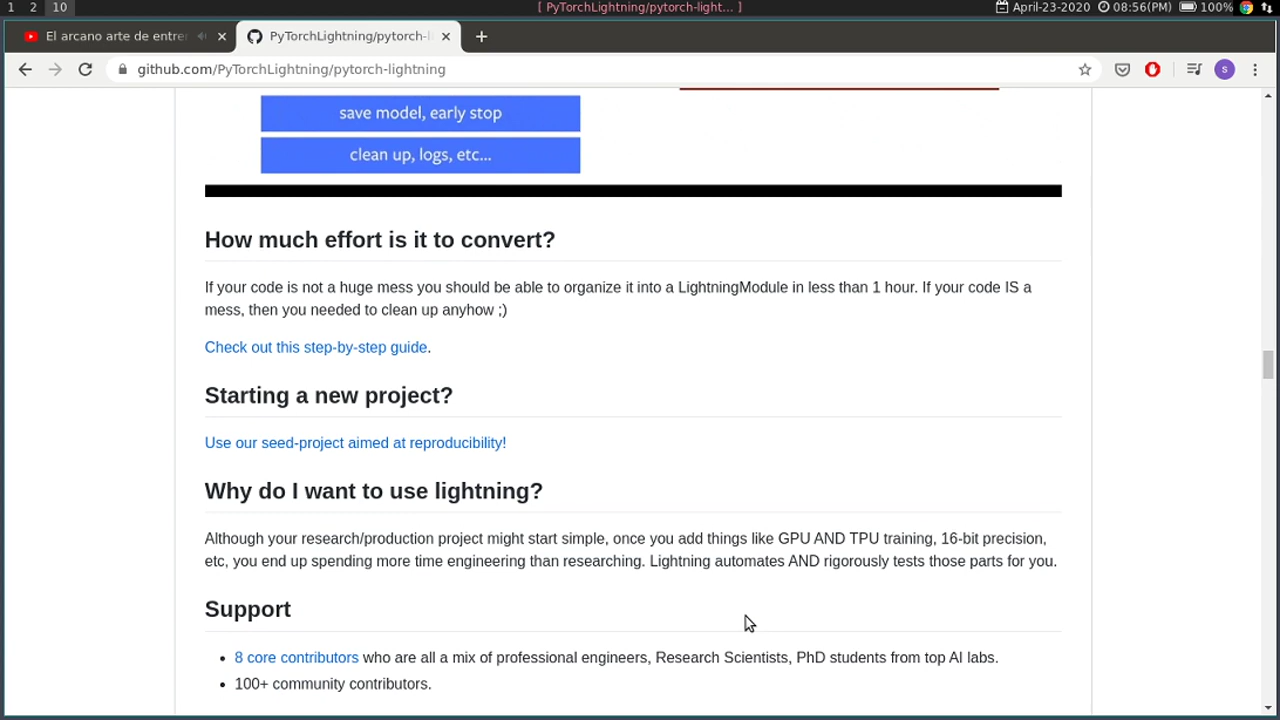 1 2 10 [ PyTorchLightning/pytorch-light... ] April-23-2020 08:56(PM) 100%
El arcano arte de entre PyTorchLightning/pytorch-l
github.com/PyTorchLightning/pytorch-lightning s
save model, early stop
clean up, logs, etc...
How much effort is it to convert?
If your code is not a huge mess you should be able to organize it into a LightningModule in less than 1 hour. If your code IS a
mess, then you needed to clean up anyhow ;)
Check out this step-by-step guide.
Starting a new project?
Use our seed-project aimed at reproducibility!
Why do I want to use lightning?
Although your research/production project might start simple, once you add things like GPU AND TPU training, 16-bit precision,
etc, you end up spending more time engineering than researching. Lightning automates AND rigorously tests those parts for you.
Support
• 8 core contributors who are all a mix of professional engineers, Research Scientists, PhD students from top AI labs.
• 100+ community contributors.